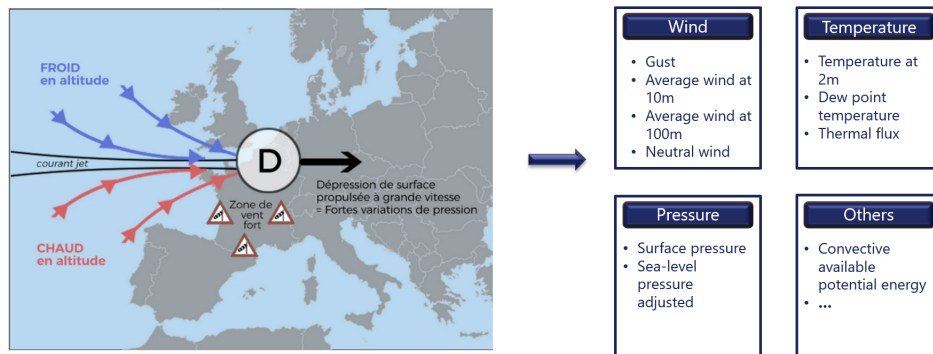 FROID
en altitude
courant jet
D
Dépression de surface
propulsée à grande vitesse
= Fortes variations de pression
Zone de
vent
fort
CHAUD
en altitude
Wind
• Gust
• Average wind at
10m
• Average wind at
100m
• Neutral wind
Temperature
• Temperature at
2m
• Dew point
temperature
• Thermal flux
Pressure
• Surface pressure
• Sea-level
pressure
adjusted
Others
• Convective
available
potential energy
• ...